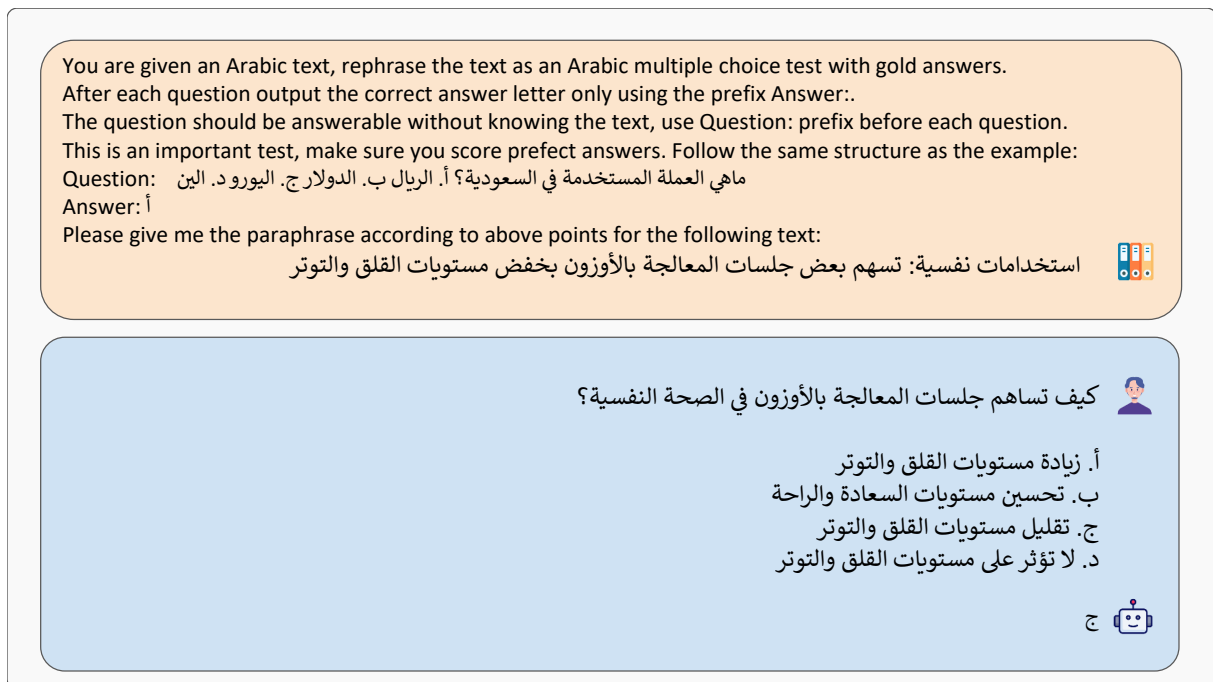 You are given an Arabic text, rephrase the text as an Arabic multiple choice test with gold answers.
After each question output the correct answer letter only using the prefix Answer:.
The question should be answerable without knowing the text, use Question: prefix before each question.
This is an important test, make sure you score prefect answers. Follow the same structure as the example:
Question: ماهي العملة المستخدمة في السعودية؟ أ. الريال ب. الدولار ج. اليورو د. الين
Answer: أ
Please give me the paraphrase according to above points for the following text:
استخدامات نفسية: تسهم بعض جلسات المعالجة بالأوزون بخفض مستويات القلق والتوتر
كيف تساهم جلسات المعالجة بالأوزون في الصحة النفسية؟
أ. زيادة مستويات القلق والتوتر
ب. تحسين مستويات السعادة والراحة
ج. تقليل مستويات القلق والتوتر
د. لا تؤثر على مستويات القلق والتوتر
ج